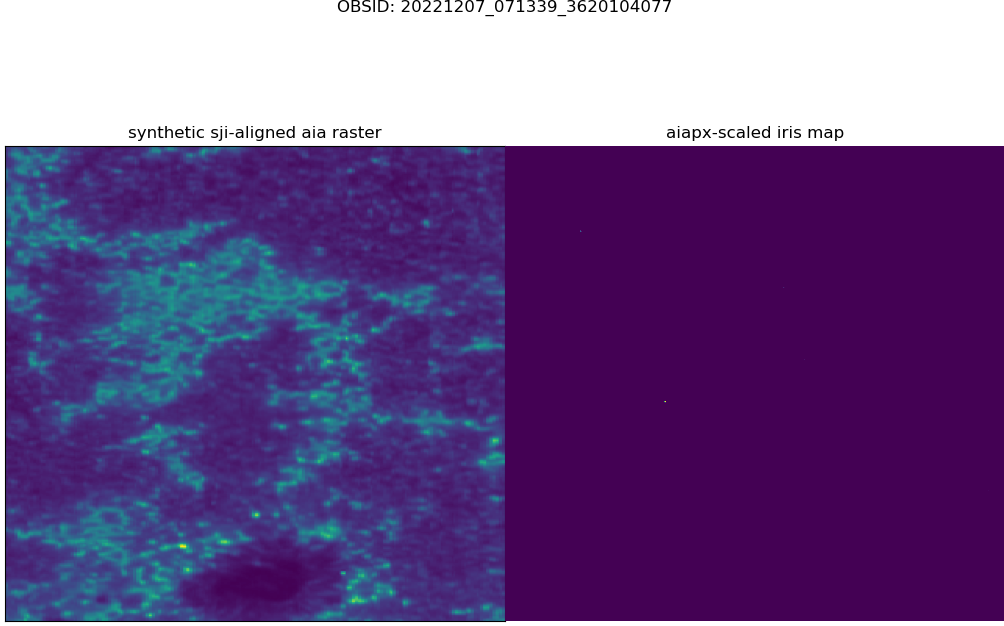 OBSID: 20221207_071339_3620104077
synthetic sji-aligned aia raster
aiapx-scaled iris map